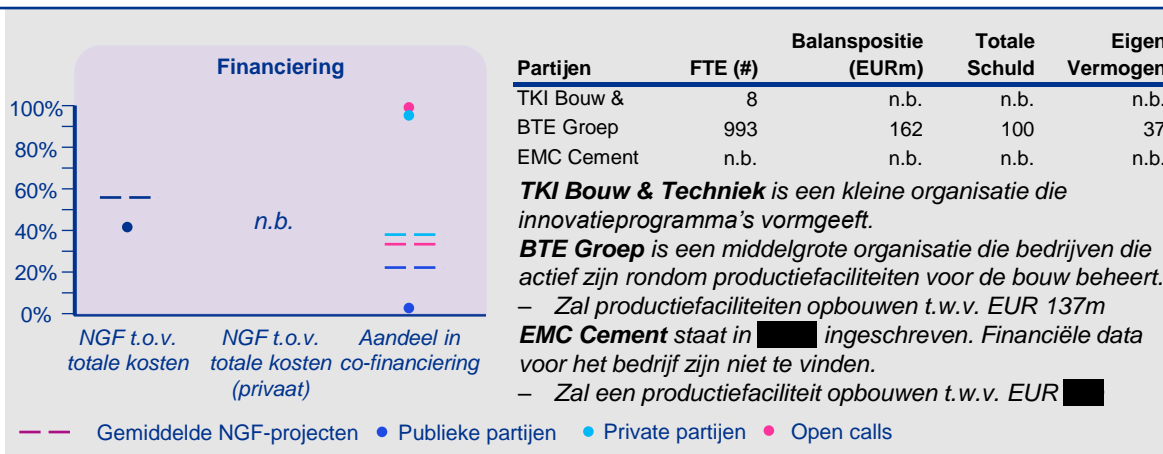 Financiering
100%
80%
60%
40%
20%
0%
n.b.
NGF t.o.v.
totale kosten
NGF t.o.v.
totale kosten
(privaat)
Aandeel in
co-financiering
Partijen FTE (#) Balanspositie (EURm) Totale Schuld Eigen Vermogen
TKI Bouw & 8 n.b. n.b. n.b.
BTE Groep 993 162 100 37
EMC Cement n.b. n.b. n.b. n.b.
TKI Bouw & Techniek is een kleine organisatie die
innovatieprogramma's vormgeeft.
BTE Groep is een middelgrote organisatie die bedrijven die
actief zijn rondom productiefaciliteiten voor de bouw beheert.
– Zal productiefaciliteiten opbouwen t.w.v. EUR 137m
EMC Cement staat in ingeschreven. Financiële data
voor het bedrijf zijn niet te vinden.
– Zal een productiefaciliteit opbouwen t.w.v. EUR
Gemiddelde NGF-projecten Publieke partijen Private partijen Open calls